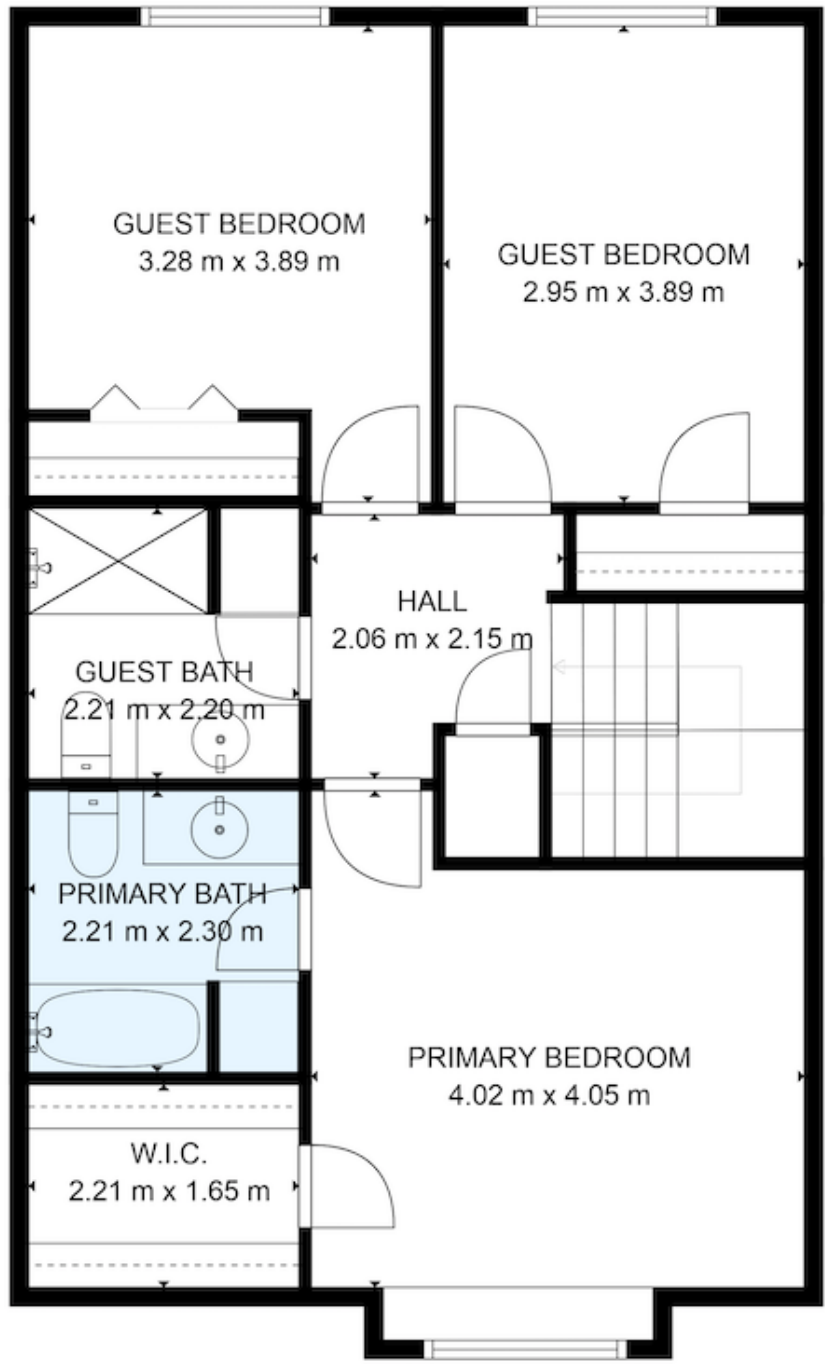 GUEST BEDROOM
3.28 m x 3.89 m
GUEST BEDROOM
2.95 m x 3.89 m
HALL
2.06 m x 2.15 m
GUEST BATH
2.21 m x 2.20 m
PRIMARY BATH
2.21 m x 2.30 m
PRIMARY BEDROOM
4.02 m x 4.05 m
W.I.C.
2.21 m x 1.65 m